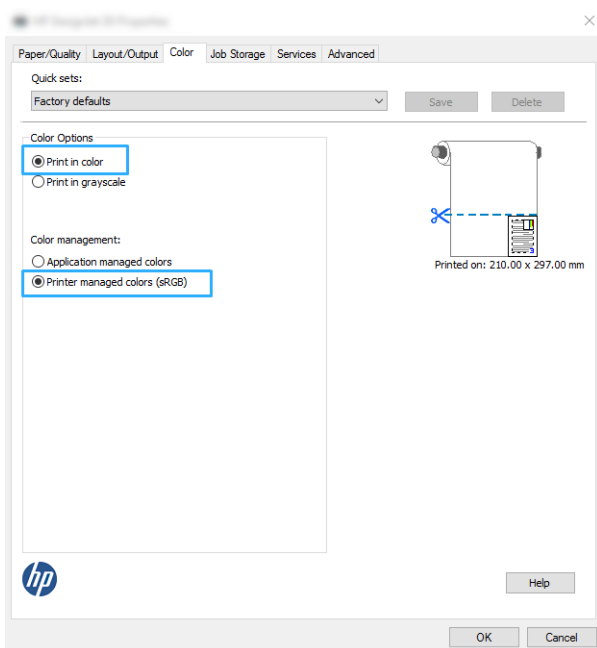 Paper/Quality Layout/Output Color Job Storage Services Advanced
Quick sets:
Factory defaults Save Delete
Color Options
Print in color
Print in grayscale
Color management:
Application managed colors
Printer managed colors (sRGB)
Printed on: 210.00 x 297.00 mm
hp
Help
OK Cancel